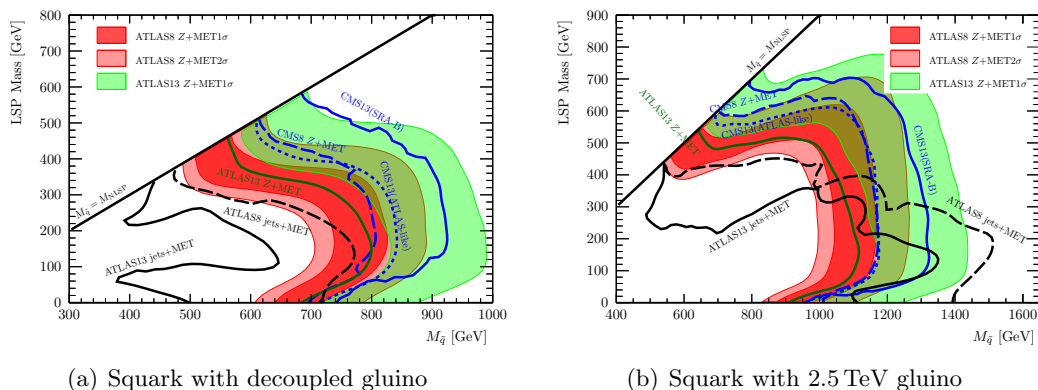 LSP Mass [GeV]
900
800
700
600
500
400
300
200
100
0
ATLAS8 Z+MET1σ
ATLAS8 Z+MET2σ
ATLAS13 Z+MET1σ
CMS13(SRA-B)
CMS8 Z+MET
CMS13(ATLAS-like)
ATLAS13 Z+MET
ATLAS8 jets+MET
ATLAS13 jets+MET
M_q̃ = M_NLSP
300 400 500 600 700 800 900 1000
M_q̃ [GeV]
(a) Squark with decoupled gluino
LSP Mass [GeV]
900
800
700
600
500
400
300
200
100
0
ATLAS8 Z+MET1σ
ATLAS8 Z+MET2σ
ATLAS13 Z+MET1σ
M_q̃ = M_NLSP
ATLAS13 Z+MET
CMS8 Z+MET
CMS13(ATLAS-like)
CMS13(SRA-B)
ATLAS8 jets+MET
ATLAS13 jets+MET
400 600 800 1000 1200 1400 1600
M_q̃ [GeV]
(b) Squark with 2.5 TeV gluino